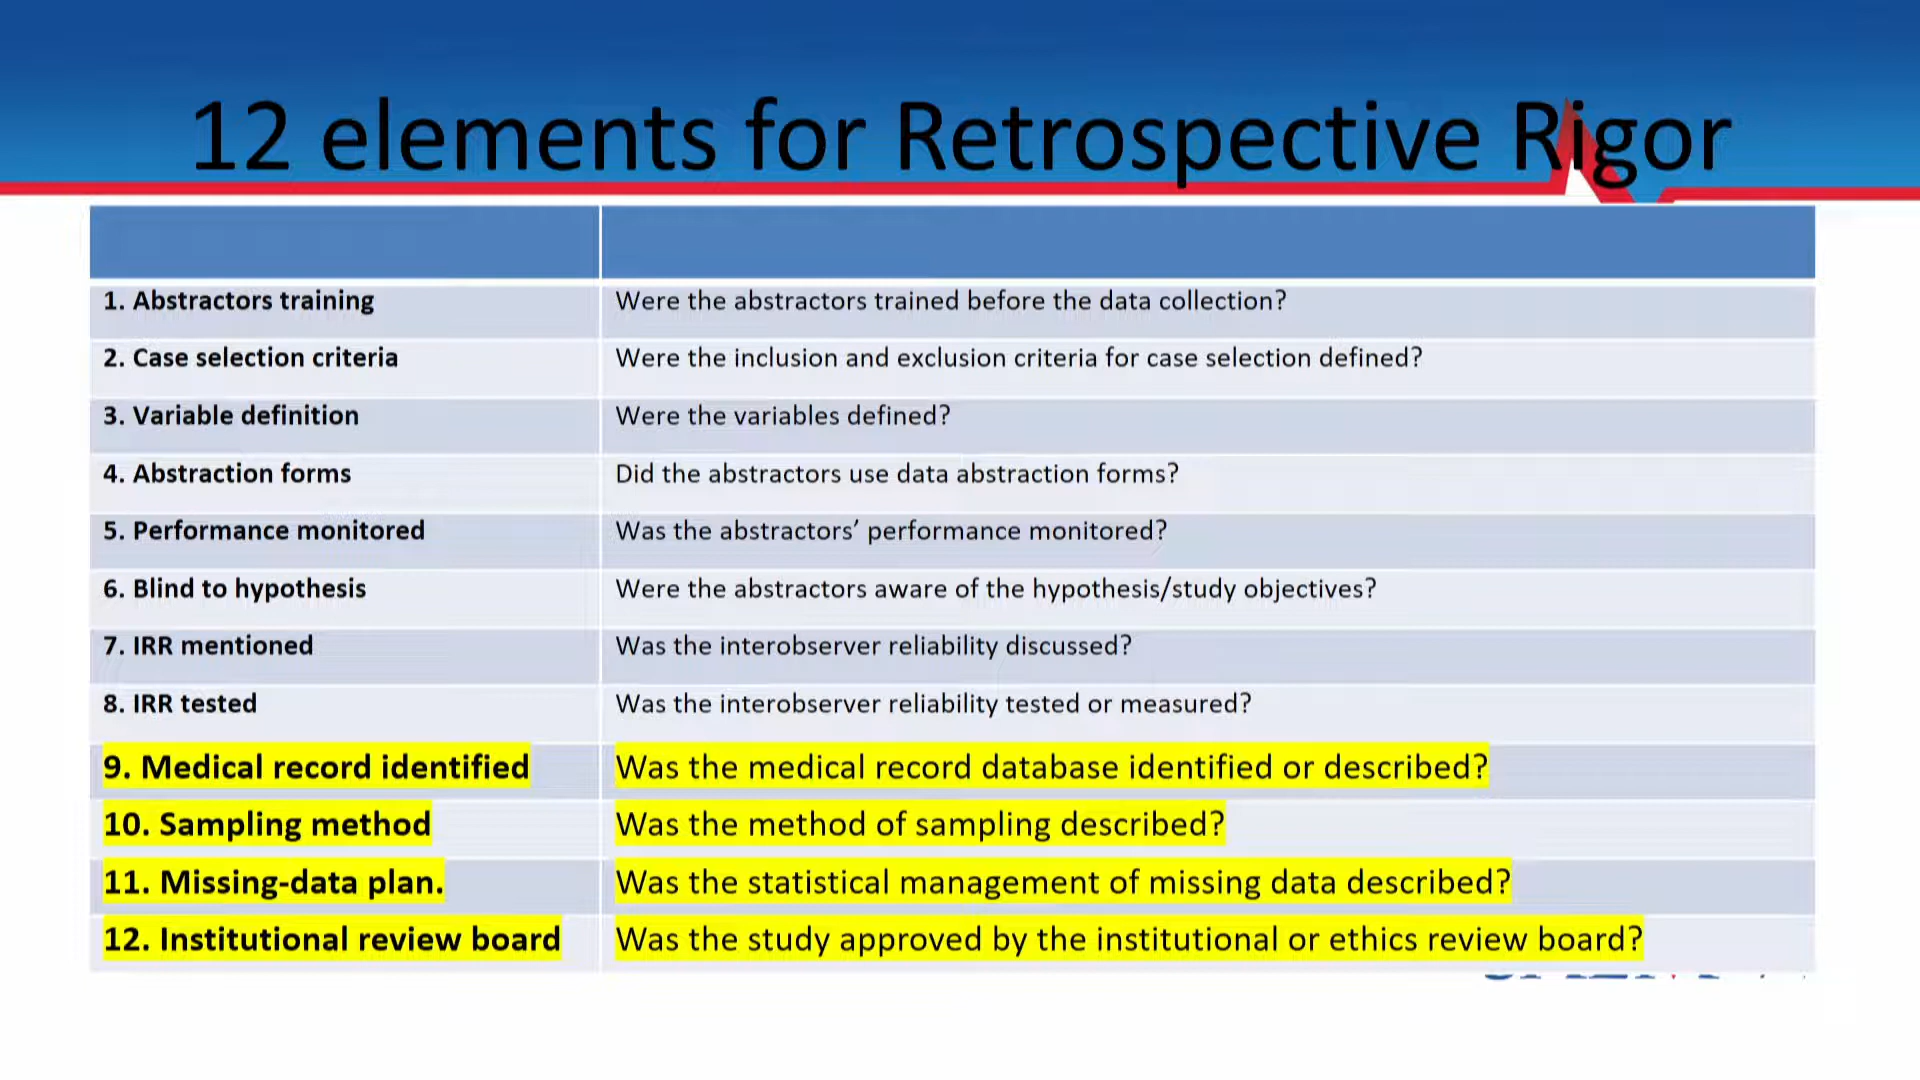 12 elements for Retrospective Rigor
1. Abstractors training
Were the abstractors trained before the data collection?
2. Case selection criteria
Were the inclusion and exclusion criteria for case selection defined?
3. Variable definition
Were the variables defined?
4. Abstraction forms
Did the abstractors use data abstraction forms?
5. Performance monitored
Was the abstractors’ performance monitored?
6. Blind to hypothesis
Were the abstractors aware of the hypothesis/study objectives?
7. IRR mentioned
Was the interobserver reliability discussed?
8. IRR tested
Was the interobserver reliability tested or measured?
9. Medical record identified
Was the medical record database identified or described?
10. Sampling method
Was the method of sampling described?
11. Missing-data plan.
Was the statistical management of missing data described?
12. Institutional review board
Was the study approved by the institutional or ethics review board?